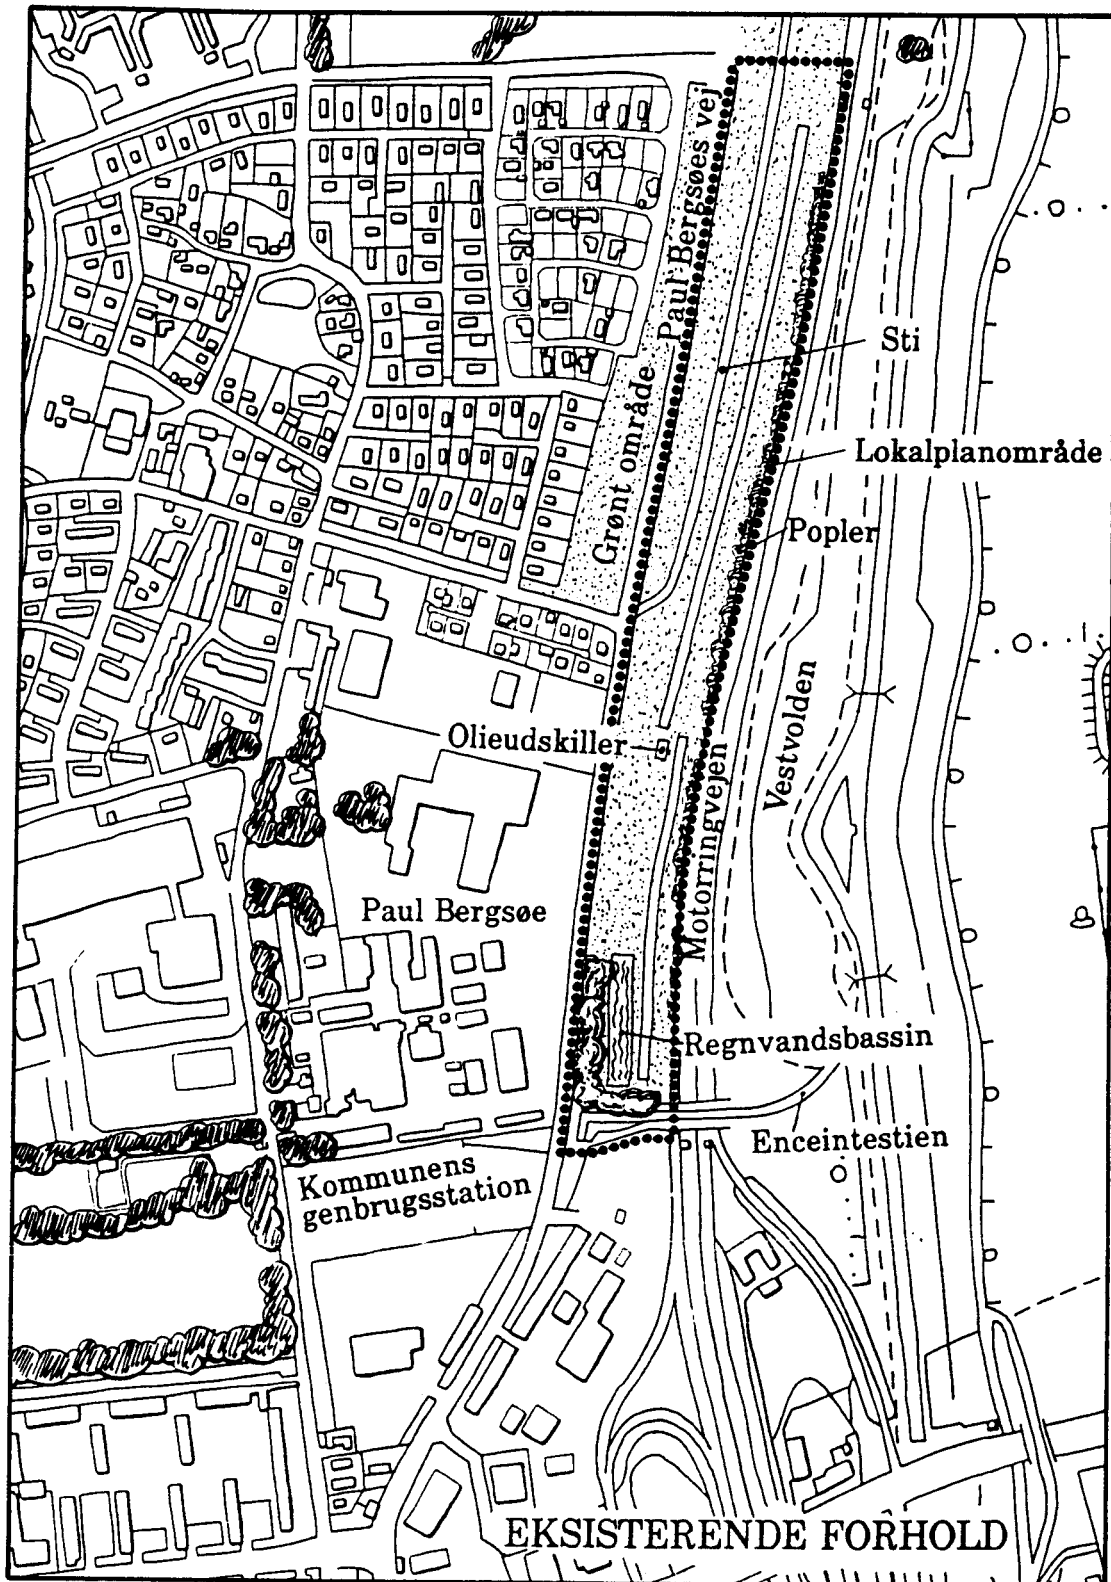 Paul Bergsøes vej
Grønt område
Sti
Lokalplanområde
Popler
Vestvolden
Olieudskiller
Motorringvejen
Paul Bergsøe
Regnvandsbassin
Enceintestien
Kommunens
genbrugsstation
EKSISTERENDE FORHOLD